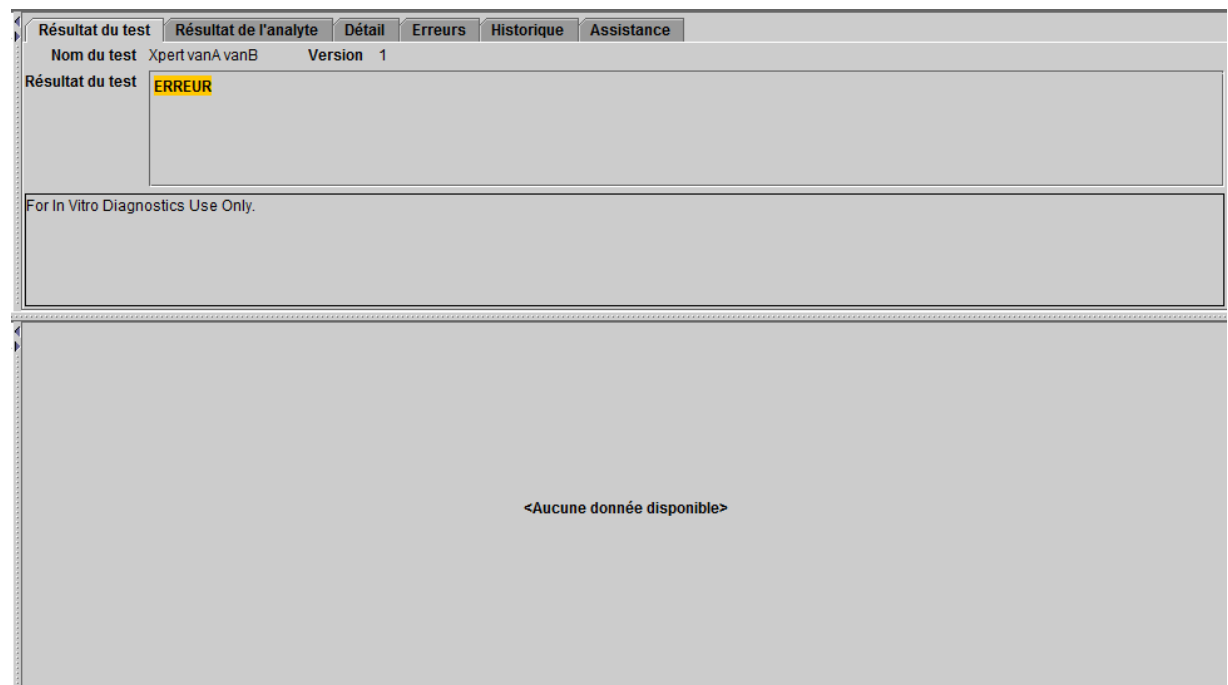 Résultat du test Résultat de l'analyte Détail Erreurs Historique Assistance
Nom du test Xpert vanA vanB Version 1
Résultat du test ERREUR
For In Vitro Diagnostics Use Only.
<Aucune donnée disponible>